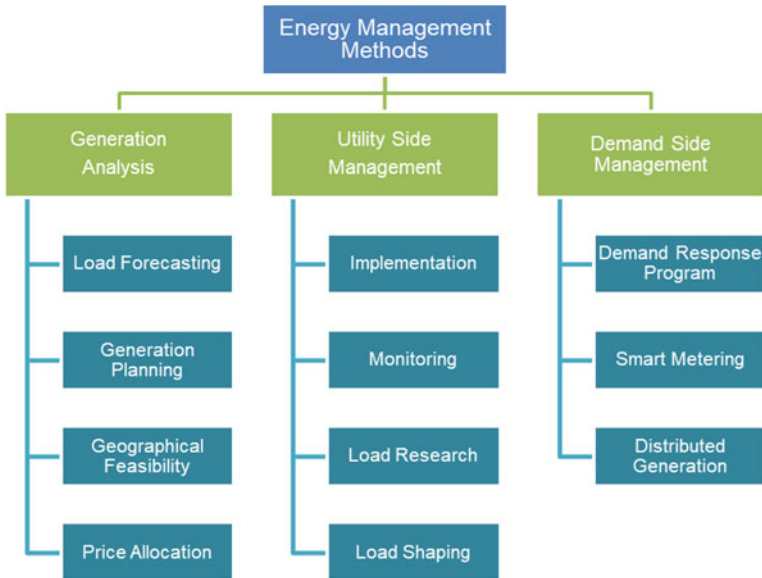 Energy Management
Methods
Generation
Analysis
Load Forecasting
Generation
Planning
Geographical
Feasibility
Price Allocation
Utility Side
Management
Implementation
Monitoring
Load Research
Load Shaping
Demand Side
Management
Demand Response
Program
Smart Metering
Distributed
Generation